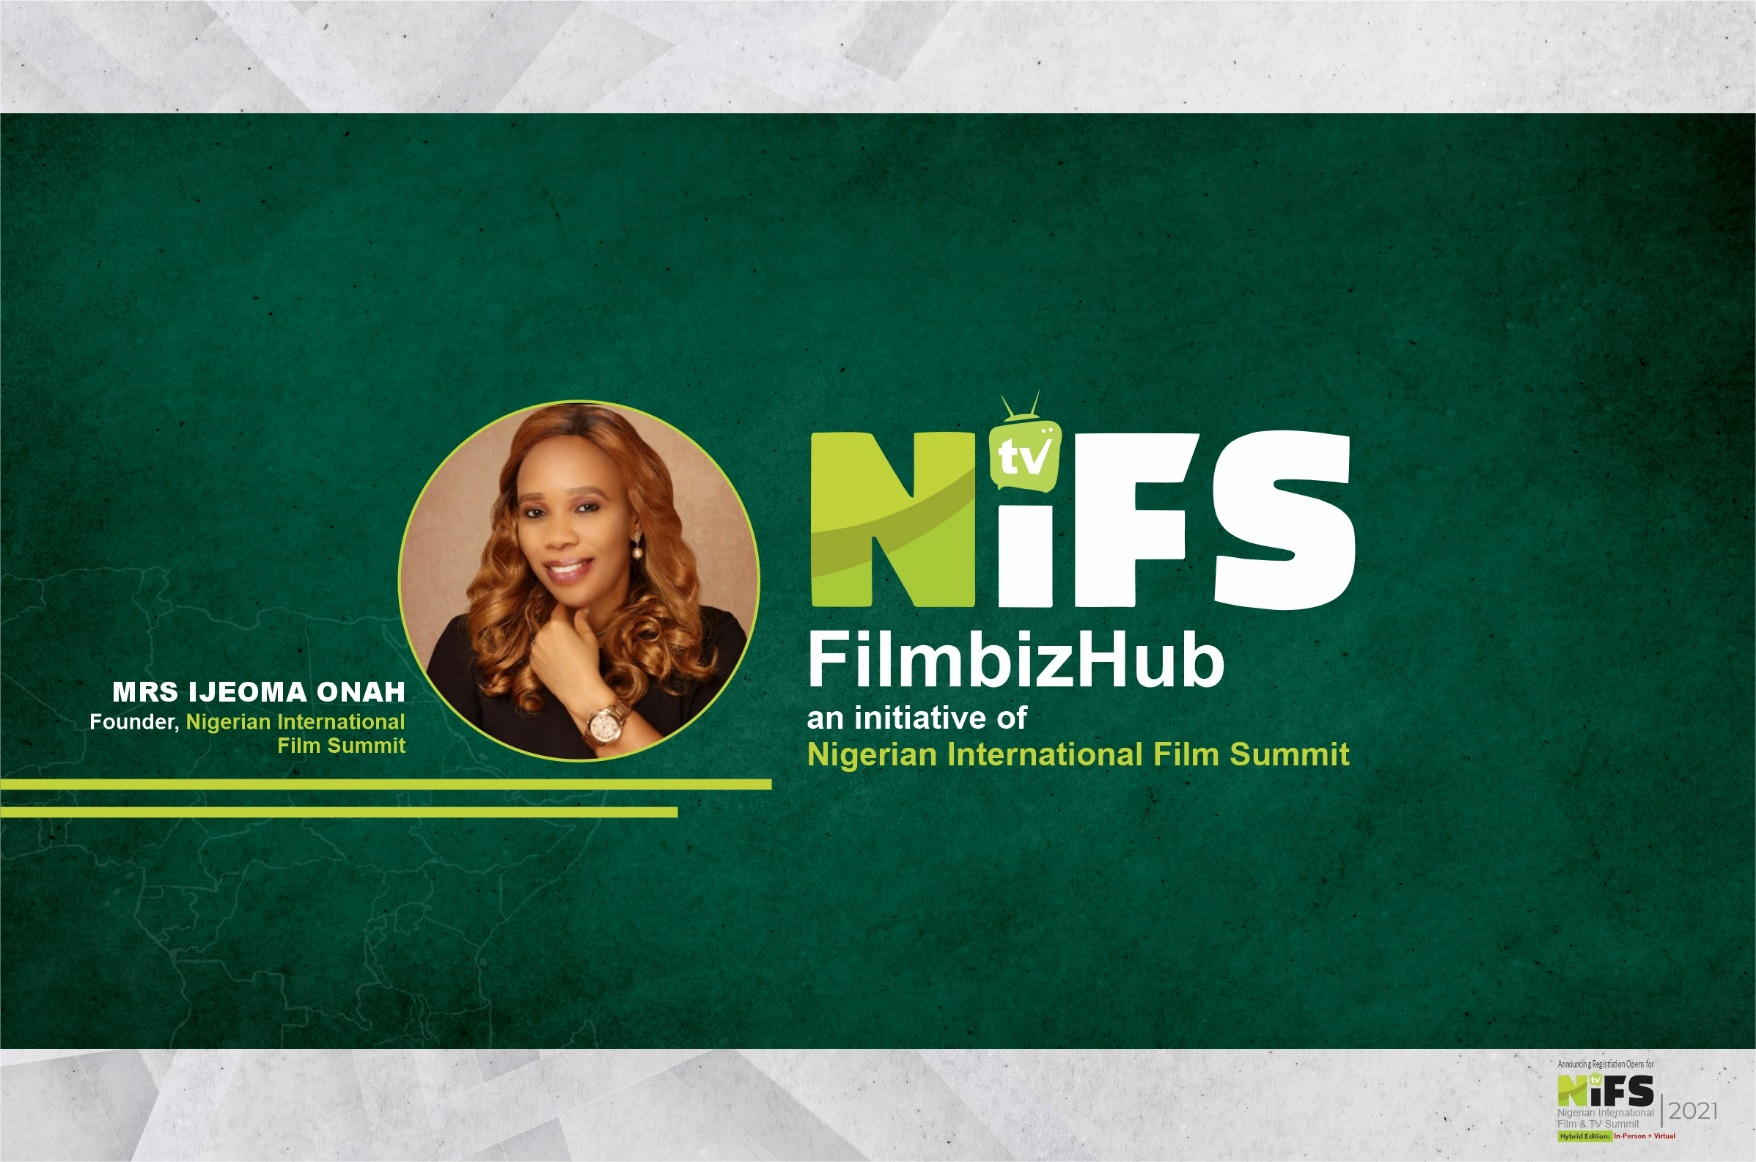 tv
NiFS
FilmbizHub
an initiative of
Nigerian International Film Summit
MRS IJEOMA ONAH
Founder, Nigerian International
Film Summit
Announcing Registration Opens for
tv
NiFS
Nigerian International
Film & TV Summit
2021
Hybrid Edition: In-Person + Virtual